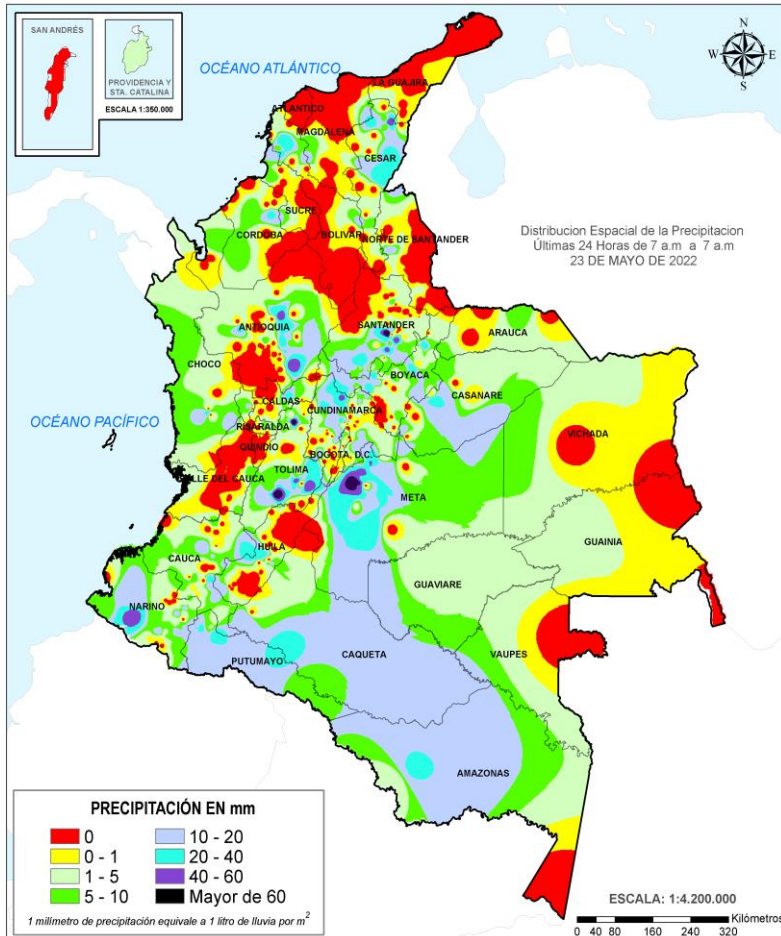 SAN ANDRÉS
PROVIDENCIA Y
STA. CATALINA
ESCALA 1:350.000
OCÉANO ATLÁNTICO
N
W
E
S
LA GUAJIRA
ATLANTICO
MAGDALENA
CESAR
SUCRE
CORDOBA
BOLIVAR
NORTE DE SANTANDER
Distribucion Espacial de la Precipitacion
Últimas 24 Horas de 7 a.m a 7 a.m
23 DE MAYO DE 2022
ANTIOQUIA
SANTANDER
ARAUCA
CHOCO
BOYACA
CASANARE
CALDAS
CUNDINAMARCA
OCÉANO PACÍFICO
RISARALDA
VICHADA
QUINDIO
BOGOTA, D.C.
TOLIMA
VALLE DEL CAUCA
META
GUAINIA
HUILA
CAUCA
GUAVIARE
NARINO
VAUPES
CAQUETA
PUTUMAYO
AMAZONAS
PRECIPITACIÓN EN mm
0
0 - 1
1 - 5
5 - 10
10 - 20
20 - 40
40 - 60
Mayor de 60
1 milímetro de precipitación equivale a 1 litro de lluvia por m2
ESCALA: 1:4.200.000
Kilómetros
0 40 80 160 240 320